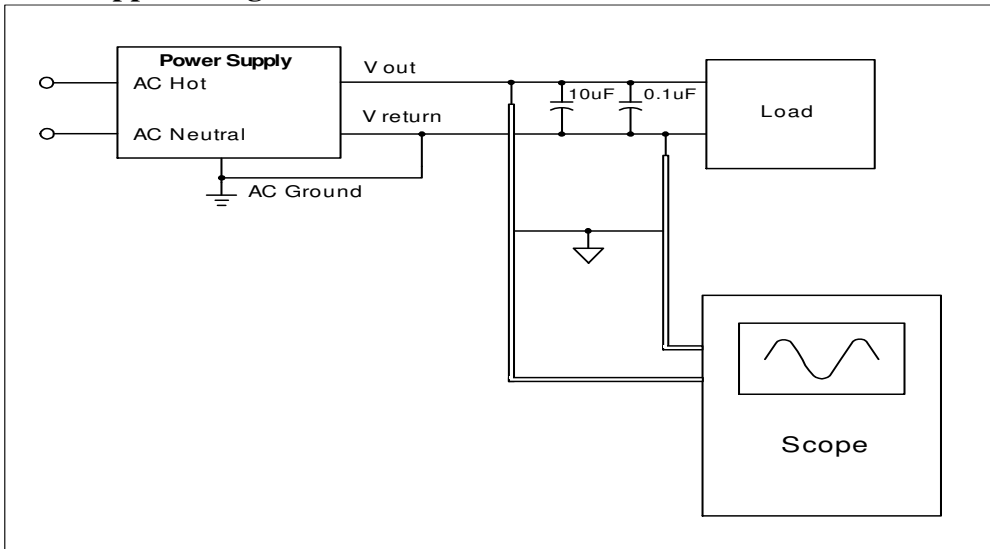 Power Supply
AC Hot
V out
10uF
0.1uF
Load
V return
AC Neutral
AC Ground
Scope